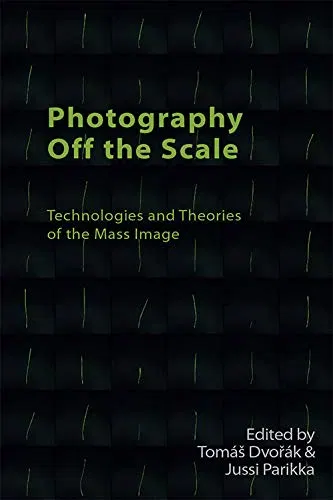 Photography
Off the Scale
Technologies and Theories
of the Mass Image
Edited by
Tomáš Dvořák &
Jussi Parikka